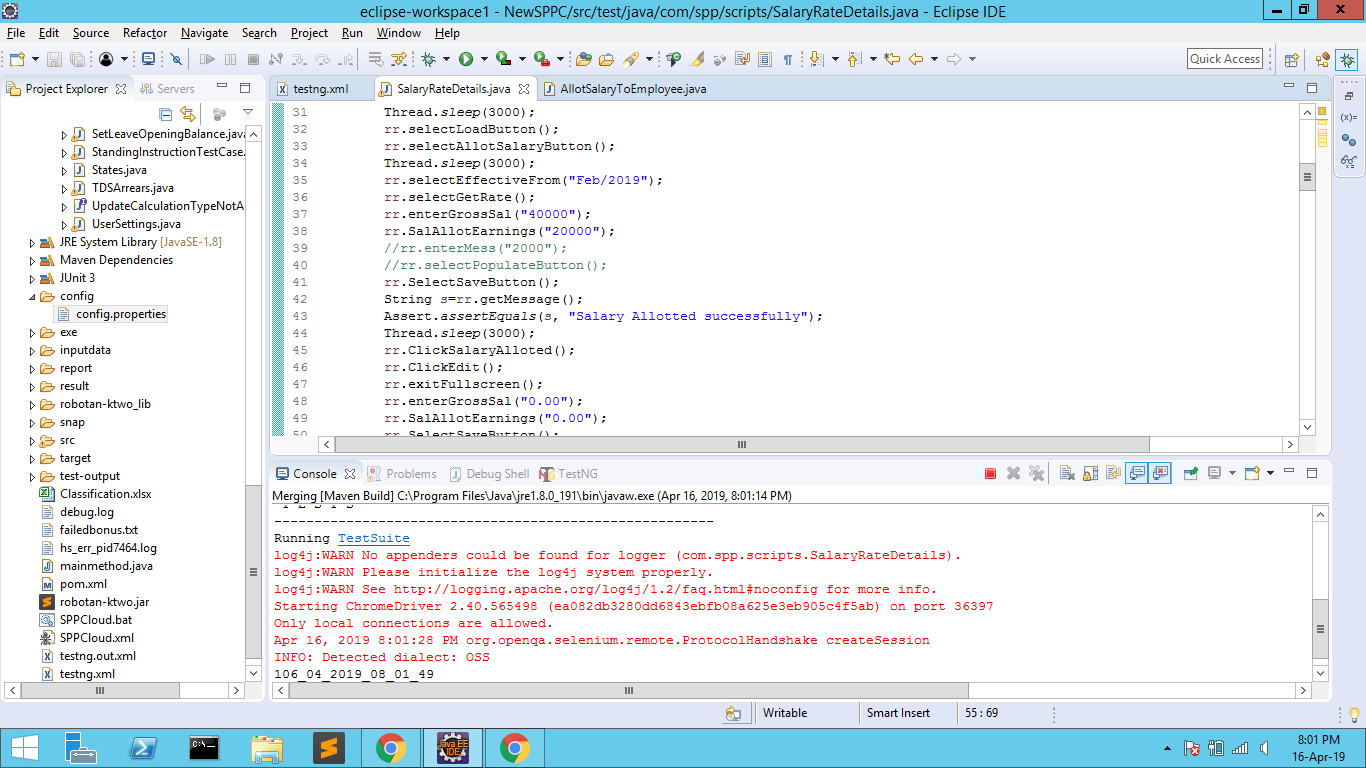 eclipse-workspace1 - NewSPPC/src/test/java/com/spp/scripts/SalaryRateDetails.java - Eclipse IDE
File Edit Source Refactor Navigate Search Project Run Window Help
Quick Access
Project Explorer Servers
SetLeaveOpeningBalance.java
StandingInstructionTestCase.
States.java
TDSArrears.java
UpdateCalculationTypeNotA
UserSettings.java
JRE System Library [JavaSE-1.8]
Maven Dependencies
JUnit 3
config
config.properties
exe
inputdata
report
result
robotan-ktwo_lib
snap
src
target
test-output
Classification.xlsx
debug.log
failedbonus.txt
hs_err_pid7464.log
mainmethod.java
pom.xml
robotan-ktwo.jar
SPPCloud.bat
SPPCloud.xml
testng.out.xml
testng.xml
testng.xml SalaryRateDetails.java AllotSalaryToEmployee.java
31 Thread.sleep(3000);
32 rr.selectLoadButton();
33 rr.selectAllotSalaryButton();
34 Thread.sleep(3000);
35 rr.selectEffectiveFrom("Feb/2019");
36 rr.selectGetRate();
37 rr.enterGrossSal("40000");
38 rr.SalAllotEarnings("20000");
39 //rr.enterMess("2000");
40 //rr.selectPopulateButton();
41 rr.SelectSaveButton();
42 String s=rr.getMessage();
43 Assert.assertEquals(s, "Salary Allotted successfully");
44 Thread.sleep(3000);
45 rr.ClickSalaryAlloted();
46 rr.ClickEdit();
47 rr.exitFullscreen();
48 rr.enterGrossSal("0.00");
49 rr.SalAllotEarnings("0.00");
50 rr.SelectSaveButton();
Console Problems Debug Shell TestNG
Merging [Maven Build] C:\Program Files\Java\jre1.8.0_191\bin\javaw.exe (Apr 16, 2019, 8:01:14 PM)
-------------------------------------------------------
Running TestSuite
log4j:WARN No appenders could be found for logger (com.spp.scripts.SalaryRateDetails).
log4j:WARN Please initialize the log4j system properly.
log4j:WARN See http://logging.apache.org/log4j/1.2/faq.html#noconfig for more info.
Starting ChromeDriver 2.40.565498 (ea082db3280dd6843ebfb08a625e3eb905c4f5ab) on port 36397
Only local connections are allowed.
Apr 16, 2019 8:01:28 PM org.openqa.selenium.remote.ProtocolHandshake createSession
INFO: Detected dialect: OSS
106_04_2019_08_01_49
Writable Smart Insert 55 : 69
Java EE IDE
8:01 PM
16-Apr-19